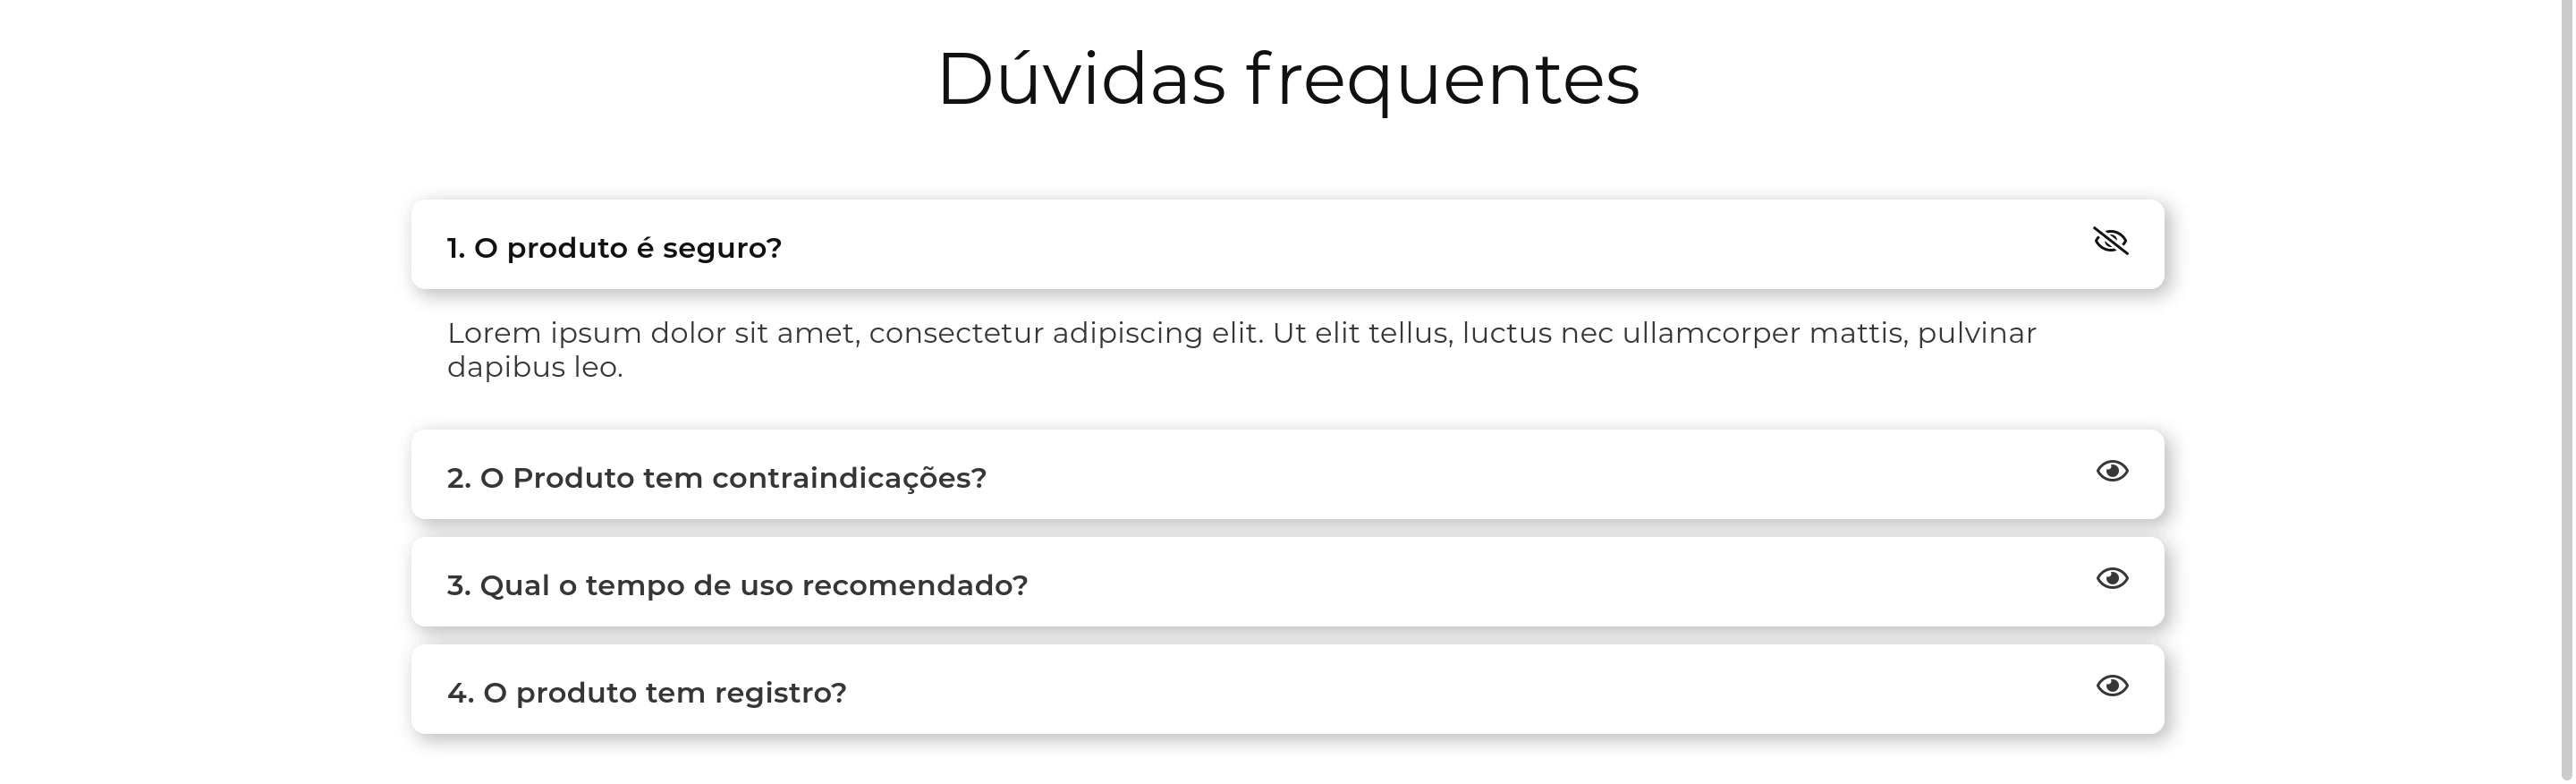 Dúvidas frequentes
1. O produto é seguro?
Lorem ipsum dolor sit amet, consectetur adipiscing elit. Ut elit tellus, luctus nec ullamcorper mattis, pulvinar
dapibus leo.
2. O Produto tem contraindicações?
3. Qual o tempo de uso recomendado?
4. O produto tem registro?